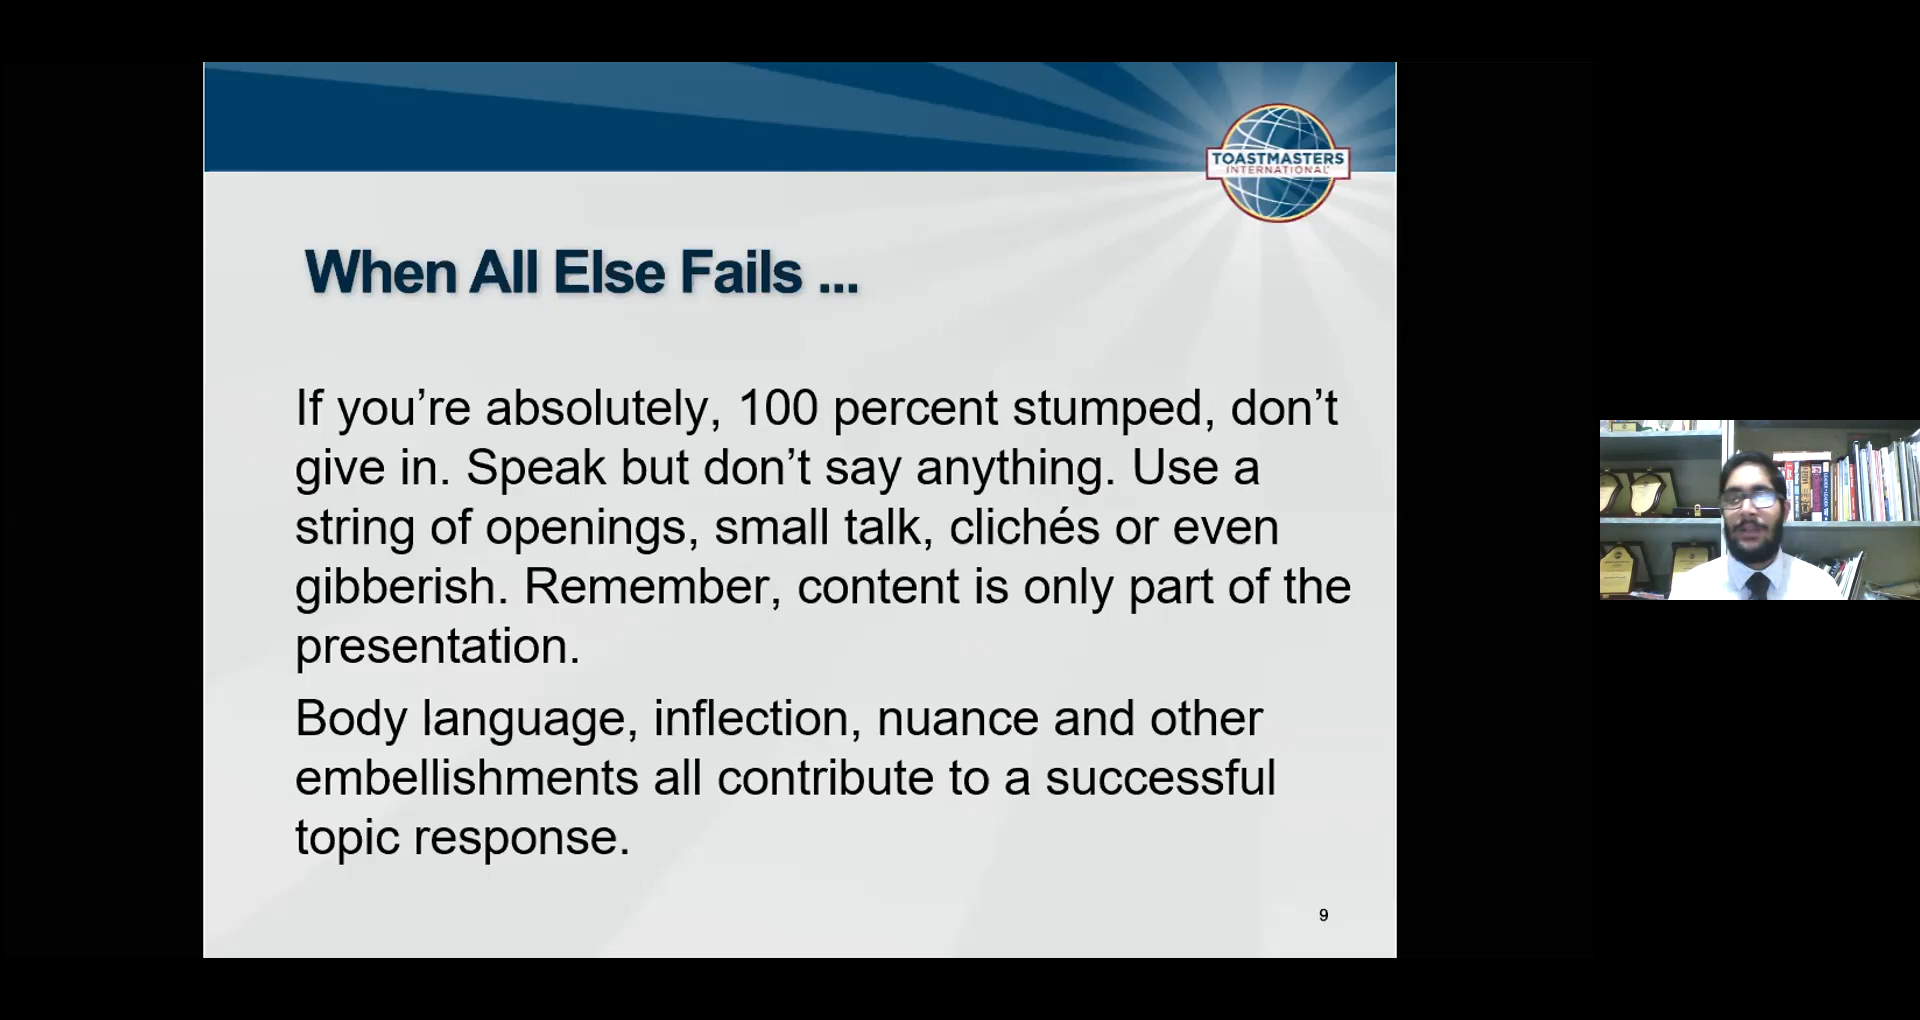 TOASTMASTERS
INTERNATIONAL
When All Else Fails ...
If you’re absolutely, 100 percent stumped, don’t
give in. Speak but don’t say anything. Use a
string of openings, small talk, clichés or even
gibberish. Remember, content is only part of the
presentation.
Body language, inflection, nuance and other
embellishments all contribute to a successful
topic response.
9